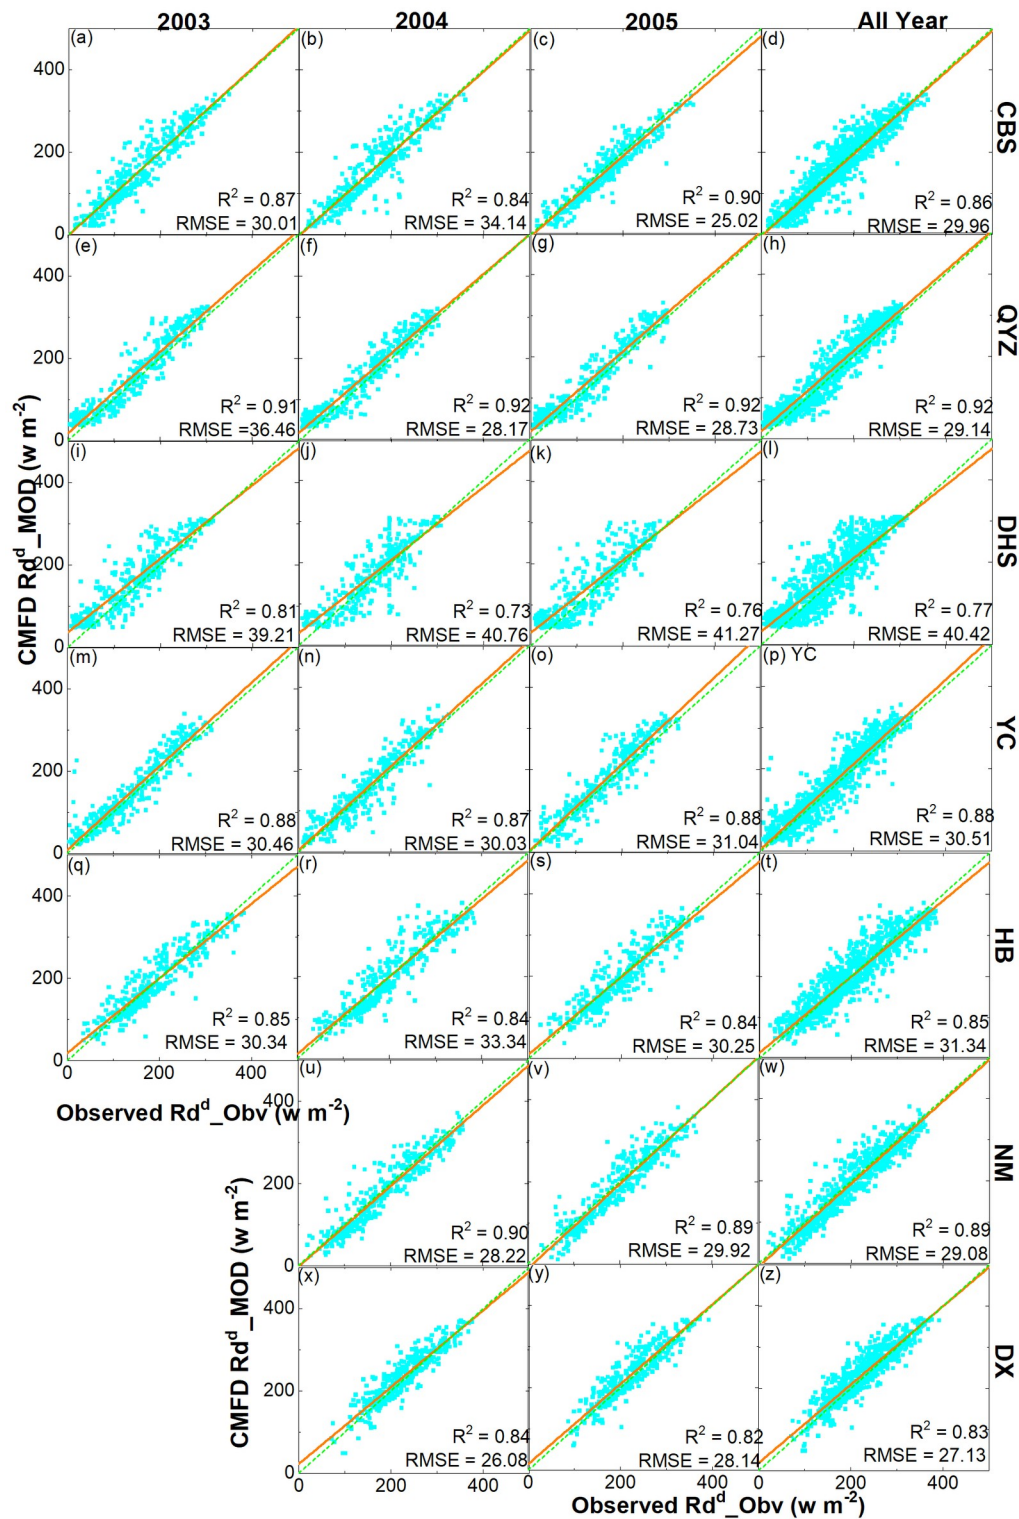 2003 2004 2005 All Year
(a) (b) (c) (d)
400
200
0
R² = 0.87 R² = 0.84 R² = 0.90 R² = 0.86
RMSE = 30.01 RMSE = 34.14 RMSE = 25.02 RMSE = 29.96
CBS
(e) (f) (g) (h)
400
200
0
R² = 0.91 R² = 0.92 R² = 0.92 R² = 0.92
RMSE =36.46 RMSE = 28.17 RMSE = 28.73 RMSE = 29.14
QYZ
CMFD Rdᵈ_MOD (w m⁻²)
(i) (j) (k) (l)
400
200
0
R² = 0.81 R² = 0.73 R² = 0.76 R² = 0.77
RMSE = 39.21 RMSE = 40.76 RMSE = 41.27 RMSE = 40.42
DHS
(m) (n) (o) (p) YC
400
200
0
R² = 0.88 R² = 0.87 R² = 0.88 R² = 0.88
RMSE = 30.46 RMSE = 30.03 RMSE = 31.04 RMSE = 30.51
YC
(q) (r) (s) (t)
400
200
0
R² = 0.85 R² = 0.84 R² = 0.84 R² = 0.85
RMSE = 30.34 RMSE = 33.34 RMSE = 30.25 RMSE = 31.34
HB
0 200 400
Observed Rdᵈ_Obv (w m⁻²)
(u) (v) (w)
400
200
0
R² = 0.90 R² = 0.89 R² = 0.89
RMSE = 28.22 RMSE = 29.92 RMSE = 29.08
NM
CMFD Rdᵈ_MOD (w m⁻²)
(x) (y) (z)
400
200
0
R² = 0.84 R² = 0.82 R² = 0.83
RMSE = 26.08 RMSE = 28.14 RMSE = 27.13
DX
0 200 400 0 200 400 0 200 400
Observed Rdᵈ_Obv (w m⁻²)